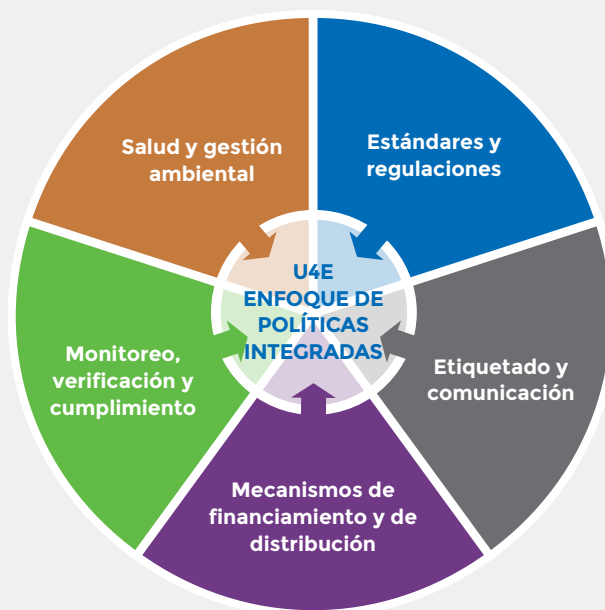 Salud y gestión
ambiental
Estándares y
regulaciones
U4E
ENFOQUE DE
POLÍTICAS
INTEGRADAS
Monitoreo,
verificación y
cumplimiento
Etiquetado y
comunicación
Mecanismos de
financiamiento y de
distribución